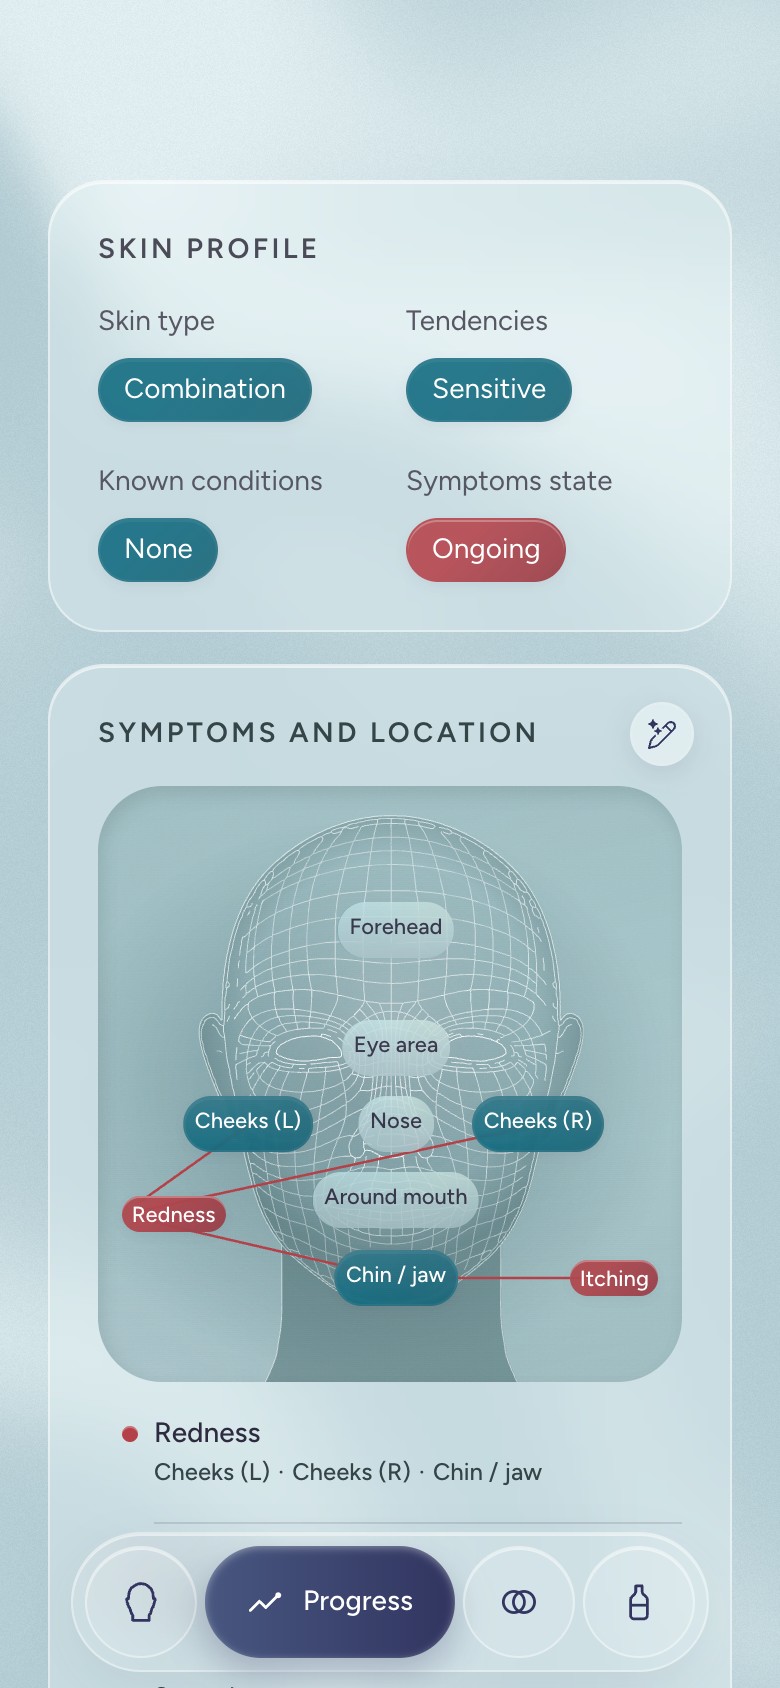 SKIN PROFILE
Skin type
Tendencies
Combination
Sensitive
Known conditions
Symptoms state
None
Ongoing
SYMPTOMS AND LOCATION
Forehead
Eye area
Cheeks (L)
Nose
Cheeks (R)
Around mouth
Redness
Chin / jaw
Itching
Redness
Cheeks (L) · Cheeks (R) · Chin / jaw
Progress